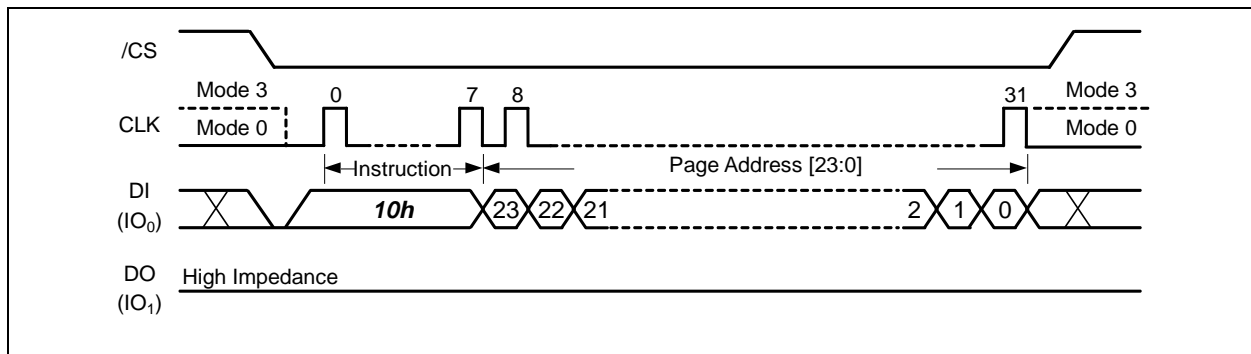 /CS
Mode 3 0 7 8 31 Mode 3
CLK Mode 0 Mode 0
Instruction Page Address [23:0]
DI
(IO₀) 10h 23 22 21 2 1 0
DO High Impedance
(IO₁)